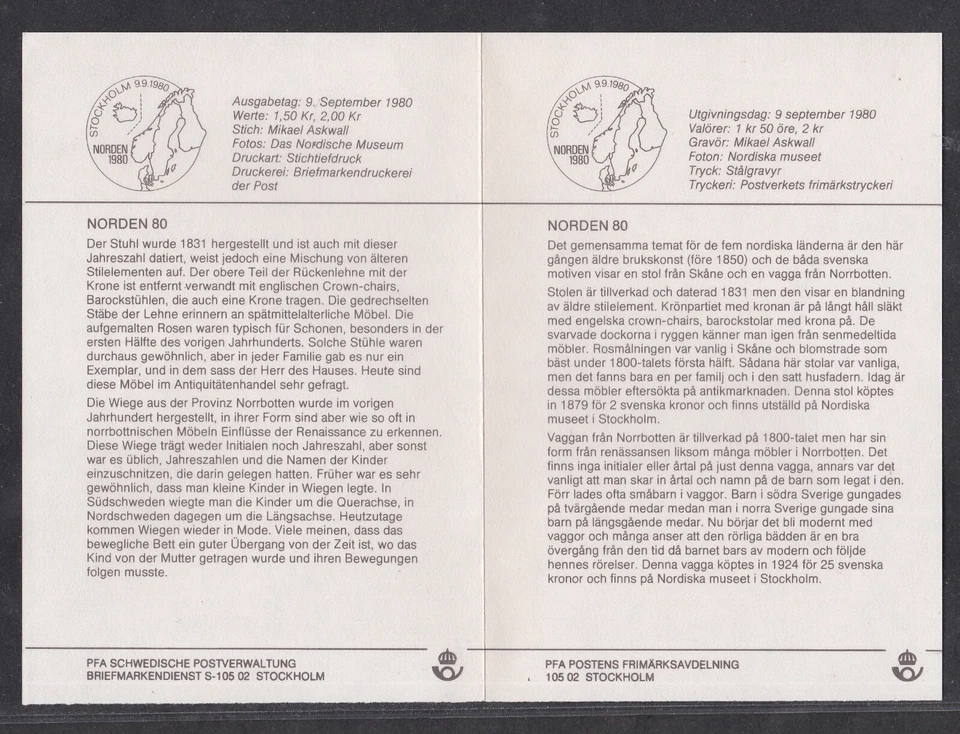 STOCKHOLM 9.9.1980
NORDEN
1980
Ausgabetag: 9. September 1980
Werte: 1,50 Kr, 2,00 Kr
Stich: Mikael Askwall
Fotos: Das Nordische Museum
Druckart: Stichtiefdruck
Druckerei: Briefmarkendruckerei
der Post
NORDEN 80
Der Stuhl wurde 1831 hergestellt und ist auch mit dieser
Jahreszahl datiert, weist jedoch eine Mischung von älteren
Stilelementen auf. Der obere Teil der Rückenlehne mit der
Krone ist entfernt verwandt mit englischen Crown-chairs,
Barockstühlen, die auch eine Krone tragen. Die gedrechselten
Stäbe der Lehne erinnern an spätmittelalterliche Möbel. Die
aufgemalten Rosen waren typisch für Schonen, besonders in der
ersten Hälfte des vorigen Jahrhunderts. Solche Stühle waren
durchaus gewöhnlich, aber in jeder Familie gab es nur ein
Exemplar, und in dem sass der Herr des Hauses. Heute sind
diese Möbel im Antiquitätenhandel sehr gefragt.
Die Wiege aus der Provinz Norrbotten wurde im vorigen
Jahrhundert hergestellt, in ihrer Form sind aber wie so oft in
norrbottnischen Möbeln Einflüsse der Renaissance zu erkennen.
Diese Wiege trägt weder Initialen noch Jahreszahl, aber sonst
war es üblich, Jahreszahlen und die Namen der Kinder
einzuschnitzen, die darin gelegen hatten. Früher war es sehr
gewöhnlich, dass man kleine Kinder in Wiegen legte. In
Südschweden wiegte man die Kinder um die Querachse, in
Nordschweden dagegen um die Längsachse. Heutzutage
kommen Wiegen wieder in Mode. Viele meinen, dass das
bewegliche Bett ein guter Übergang von der Zeit ist, wo das
Kind von der Mutter getragen wurde und ihren Bewegungen
folgen musste.
PFA SCHWEDISCHE POSTVERWALTUNG
BRIEFMARKENDIENST S-105 02 STOCKHOLM
STOCKHOLM 9.9.1980
NORDEN
1980
Utgivningsdag: 9 september 1980
Valörer: 1 kr 50 öre, 2 kr
Gravör: Mikael Askwall
Foton: Nordiska museet
Tryck: Stålgravyr
Tryckeri: Postverkets frimärkstryckeri
NORDEN 80
Det gemensamma temat för de fem nordiska länderna är den här
gången äldre brukskonst (före 1850) och de båda svenska
motiven visar en stol från Skåne och en vagga från Norrbotten.
Stolen är tillverkad och daterad 1831 men den visar en blandning
av äldre stilelement. Krönpartiet med kronan är på långt håll släkt
med engelska crown-chairs, barockstolar med krona på. De
svarvade dockorna i ryggen känner man igen från senmedeltida
möbler. Rosmålningen var vanlig i Skåne och blomstrade som
bäst under 1800-talets första hälft. Sådana här stolar var vanliga,
men det fanns bara en per familj och i den satt husfadern. Idag är
dessa möbler eftersökta på antikmarknaden. Denna stol köptes
in 1879 för 2 svenska kronor och finns utställd på Nordiska
museet i Stockholm.
Vaggan från Norrbotten är tillverkad på 1800-talet men har sin
form från renässansen liksom många möbler i Norrbotten. Det
finns inga initialer eller årtal på just denna vagga, annars var det
vanligt att man skar in årtal och namn på de barn som legat i den.
Förr lades ofta småbarn i vaggor. Barn i södra Sverige gungades
på tvärgående medar medan man i norra Sverige gungade sina
barn på längsgående medar. Nu börjar det bli modernt med
vaggor och många anser att den rörliga bädden är en bra
övergång från den tid då barnet bars av modern och följde
hennes rörelser. Denna vagga köptes in 1924 för 25 svenska
kronor och finns på Nordiska museet i Stockholm.
PFA POSTENS FRIMÄRKSAVDELNING
105 02 STOCKHOLM